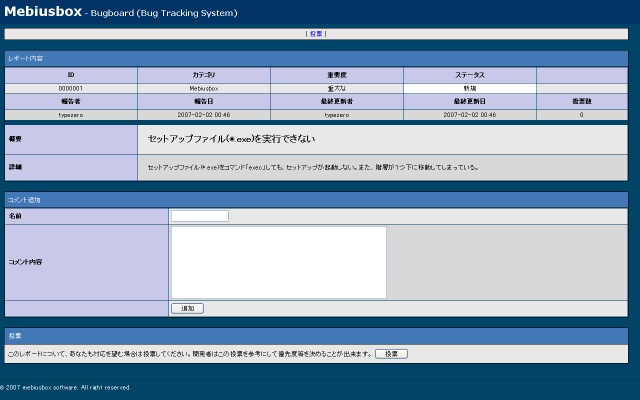 Mebiusbox - Bugboard (Bug Tracking System)
| 投票 |
レポート内容
ID カテゴリ 重要度 ステータス
0000001 Mebiusbox 重大な 新規
報告者 報告日 最終更新者 最終更新日 投票数
typezero 2007-02-02 00:46 typezero 2007-02-02 00:46 0
概要 セットアップファイル(*.exe)を実行できない
詳細 セットアップファイル(*.exe)をコマンド「exec」しても、セットアップが起動しない。また、階層が1つ下に移動してしまっている。
コメント追加
名前
コメント内容
追加
投票
このレポートについて、あなたも対応を望む場合は投票してください。開発者はこの投票を参考にして優先度等を決めることが出来ます。 投票
© 2007 mebiusbox software. All right reserved.